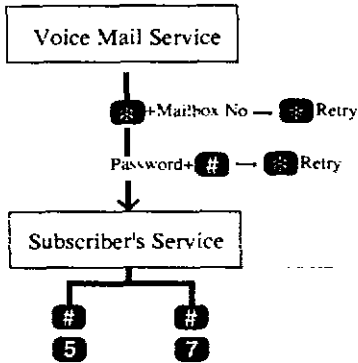 Voice Mail Service
*+Mailbox No → * Retry
Password+ # → * Retry
Subscriber's Service
# #
5 7